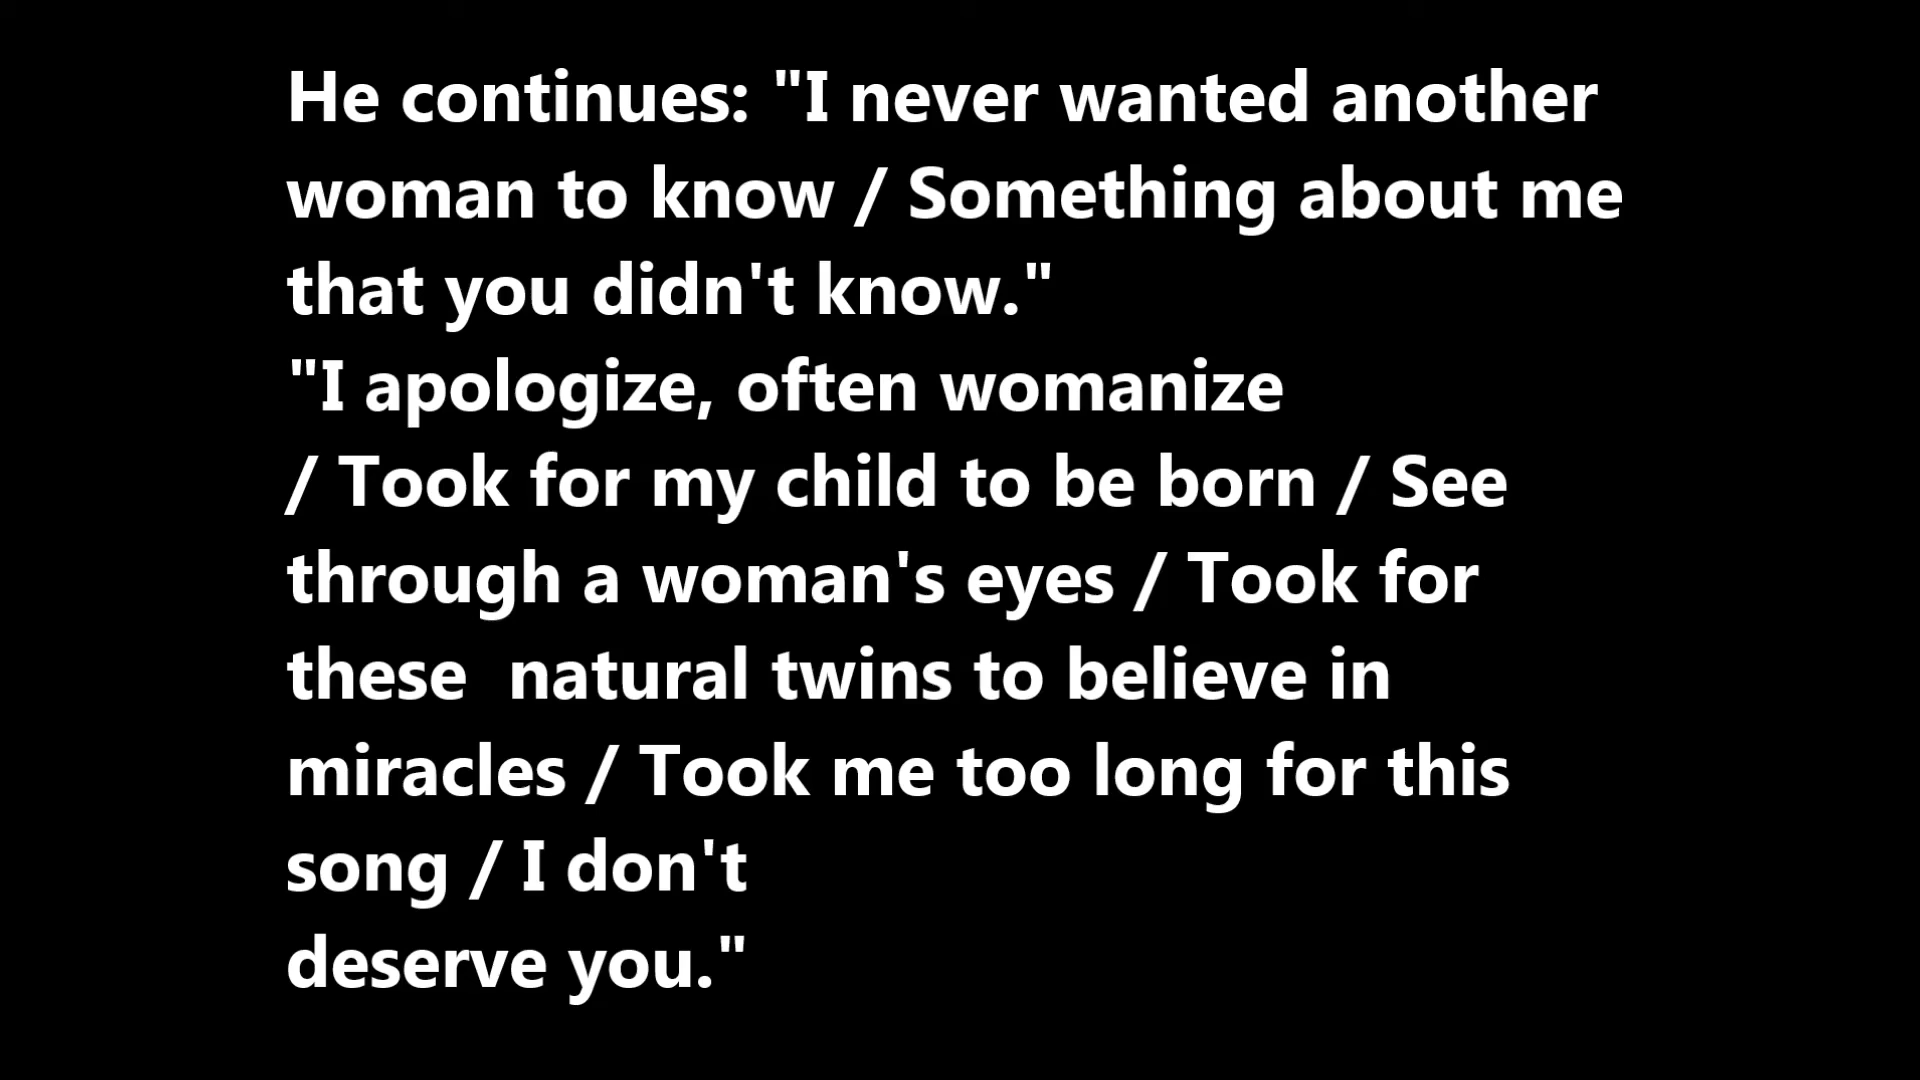 He continues: "I never wanted another
woman to know / Something about me
that you didn't know."
"I apologize, often womanize
/ Took for my child to be born / See
through a woman's eyes / Took for
these  natural twins to believe in
miracles / Took me too long for this
song / I don't
deserve you."